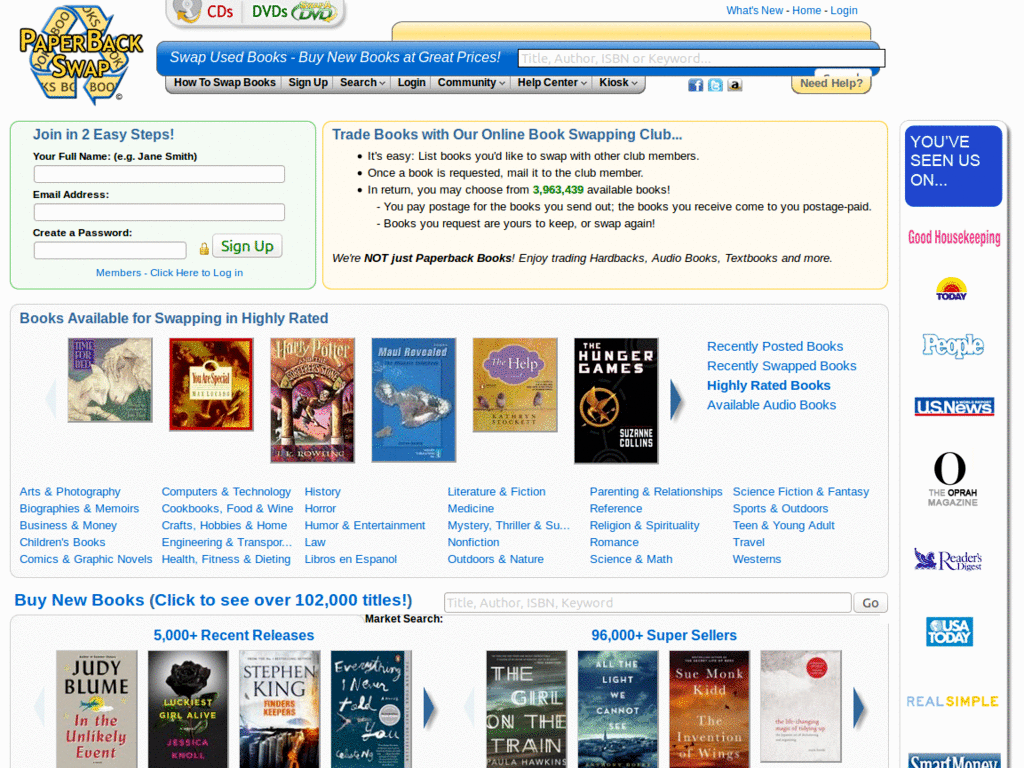 What's New - Home - Login
CDs
DVDs
DVD
PAPERBACK
SWAP
Swap Used Books - Buy New Books at Great Prices!
Title, Author, ISBN or Keyword...
How To Swap Books
Sign Up
Search
Login
Community
Help Center
Kiosk
Need Help?
Join in 2 Easy Steps!
Your Full Name: (e.g. Jane Smith)
Email Address:
Create a Password:
Sign Up
Members - Click Here to Log in
Trade Books with Our Online Book Swapping Club...
It's easy: List books you'd like to swap with other club members.
Once a book is requested, mail it to the club member.
In return, you may choose from 3,963,439 available books!
- You pay postage for the books you send out; the books you receive come to you postage-paid.
- Books you request are yours to keep, or swap again!
We're NOT just Paperback Books! Enjoy trading Hardbacks, Audio Books, Textbooks and more.
YOU'VE
SEEN US
ON...
Good Housekeeping
TODAY
People
U.S.News
O
THE OPRAH
MAGAZINE
Reader's
Digest
USA
TODAY
REAL SIMPLE
SmartMoney
Books Available for Swapping in Highly Rated
TIME
FOR
BED
You Are Special
MAX LUCADO
Harry Potter
AND THE
SORCERER'S STONE
J. K. ROWLING
Maui Revealed
The Help
KATHRYN
STOCKETT
THE
HUNGER
GAMES
SUZANNE
COLLINS
Recently Posted Books
Recently Swapped Books
Highly Rated Books
Available Audio Books
Arts & Photography
Biographies & Memoirs
Business & Money
Children's Books
Comics & Graphic Novels
Computers & Technology
Cookbooks, Food & Wine
Crafts, Hobbies & Home
Engineering & Transpor...
Health, Fitness & Dieting
History
Horror
Humor & Entertainment
Law
Libros en Espanol
Literature & Fiction
Medicine
Mystery, Thriller & Su...
Nonfiction
Outdoors & Nature
Parenting & Relationships
Reference
Religion & Spirituality
Romance
Science & Math
Science Fiction & Fantasy
Sports & Outdoors
Teen & Young Adult
Travel
Westerns
Buy New Books (Click to see over 102,000 titles!)
Title, Author, ISBN, Keyword
Go
Market Search:
5,000+ Recent Releases
JUDY
BLUME
In the
Unlikely
Event
LUCKIEST
GIRL ALIVE
JESSICA
KNOLL
STEPHEN
KING
FINDERS
KEEPERS
Everything
I Never
told
You
Celeste Ng
96,000+ Super Sellers
THE
GIRL
ON THE
TRAIN
PAULA HAWKINS
ALL THE
LIGHT
WE
CANNOT
SEE
ANTHONY DOERR
Sue Monk
Kidd
The
Invention
of Wings
the life-changing
magic of tidying up